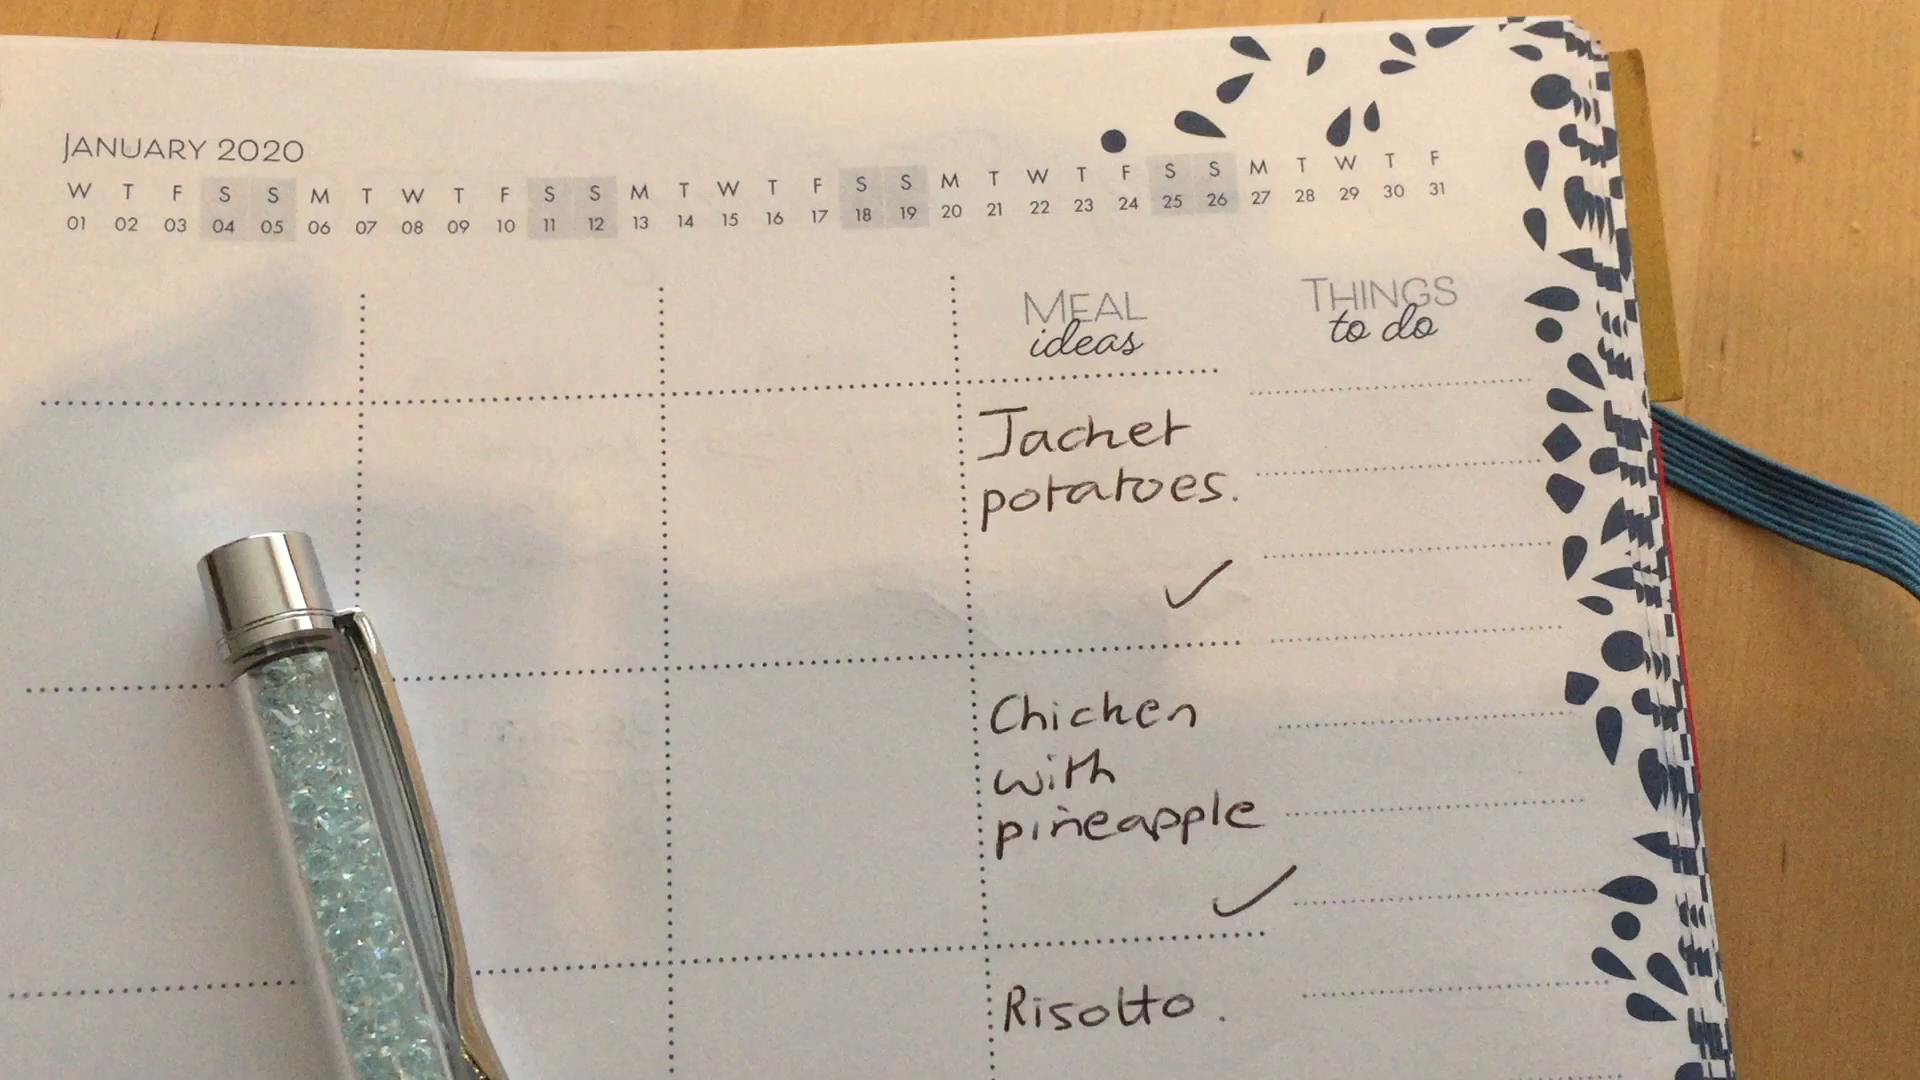 JANUARY 2020
W T F S S M T W T F S S M T W T F S S M T W T F S S M T W T F
01 02 03 04 05 06 07 08 09 10 11 12 13 14 15 16 17 18 19 20 21 22 23 24 25 26 27 28 29 30 31
MEAL
ideas
THINGS
to do
Jacket
potatoes.
Chicken
with
pineapple
Risotto.